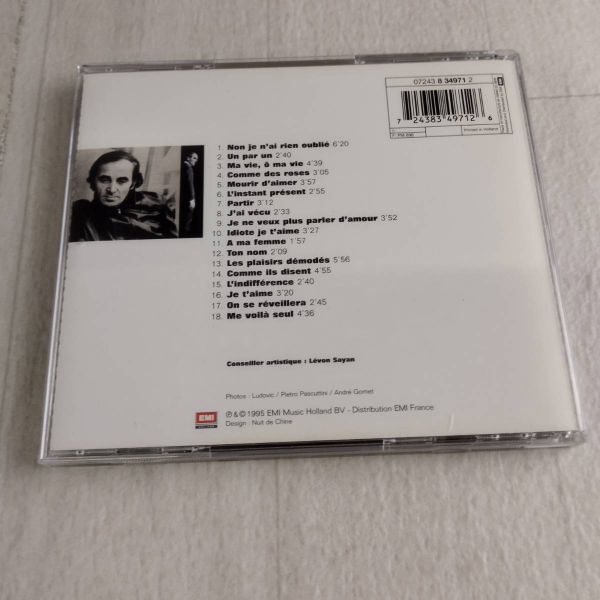 07243 8 34971 2
EMI
7 24383 49712 6
PM 836
Printed in Holland
1. Non je n'ai rien oublié 6'20
2. Un par un 2'40
3. Ma vie, ô ma vie 4'39
4. Comme des roses 3'05
5. Mourir d'aimer 3'57
6. L'instant présent 2'55
7. Partir 3'12
8. J'ai vécu 2'33
9. Je ne veux plus parler d'amour 3'52
10. Idiote je t'aime 3'27
11. A ma femme 1'57
12. Ton nom 2'09
13. Les plaisirs démodés 5'56
14. Comme ils disent 4'55
15. L'indifférence 2'40
16. Je t'aime 3'20
17. On se réveillera 2'45
18. Me voilà seul 4'36
Conseiller artistique : Lévon Sayan
Photos : Ludovic / Pietro Pascuttini / André Gornet
EMI
℗ & © 1995 EMI Music Holland BV - Distribution EMI France
Design : Nuit de Chine